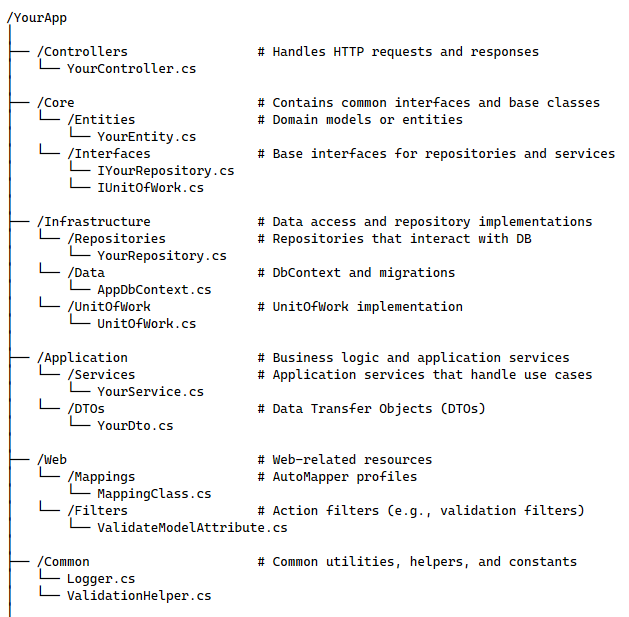 /YourApp
│
├── /Controllers                 # Handles HTTP requests and responses
│   └── YourController.cs
│
├── /Core                        # Contains common interfaces and base classes
│   └── /Entities                # Domain models or entities
│       └── YourEntity.cs
│   └── /Interfaces              # Base interfaces for repositories and services
│       └── IYourRepository.cs
│       └── IUnitOfWork.cs
│
├── /Infrastructure              # Data access and repository implementations
│   └── /Repositories            # Repositories that interact with DB
│       └── YourRepository.cs
│   └── /Data                    # DbContext and migrations
│       └── AppDbContext.cs
│   └── /UnitOfWork              # UnitOfWork implementation
│       └── UnitOfWork.cs
│
├── /Application                 # Business logic and application services
│   └── /Services                # Application services that handle use cases
│       └── YourService.cs
│   └── /DTOs                    # Data Transfer Objects (DTOs)
│       └── YourDto.cs
│
├── /Web                         # Web-related resources
│   └── /Mappings                # AutoMapper profiles
│       └── MappingClass.cs
│   └── /Filters                 # Action filters (e.g., validation filters)
│       └── ValidateModelAttribute.cs
│
├── /Common                      # Common utilities, helpers, and constants
│   └── Logger.cs
│   └── ValidationHelper.cs
│